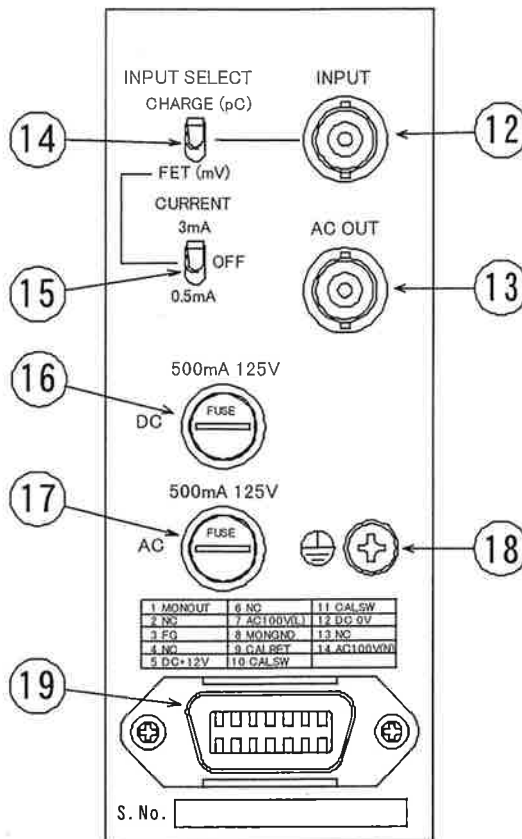 INPUT SELECT INPUT
CHARGE (pC)
14 12
FET (mV)
CURRENT
3mA AC OUT
OFF
15 0.5mA 13
500mA 125V
16 FUSE
DC
500mA 125V
17 FUSE
AC 18
1 MONOUT 6 NC 11 CALSW
2 NC 7 AC100V(L) 12 DC 0V
3 FG 8 MONGND 13 NC
4 NC 9 CALRET 14 AC100V(N)
5 DC+12V 10 CALSW
19
S. No.